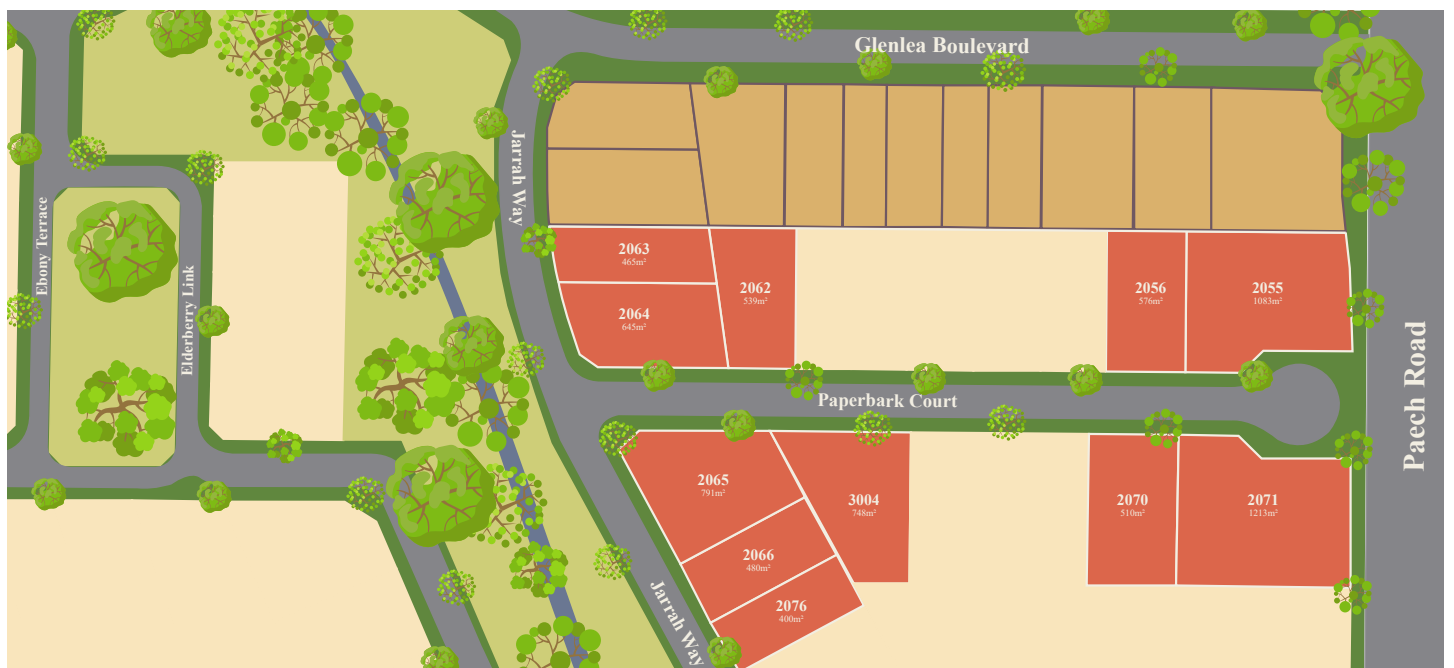 Glenlea Boulevard
Jarrah Way
Ebony Terrace
Elderberry Link
2063
465m²
2062
539m²
2064
645m²
2056
576m²
2055
1083m²
Paperbark Court
Paech Road
2065
791m²
3004
748m²
2070
510m²
2071
1213m²
2066
480m²
2076
400m²
Jarrah Way